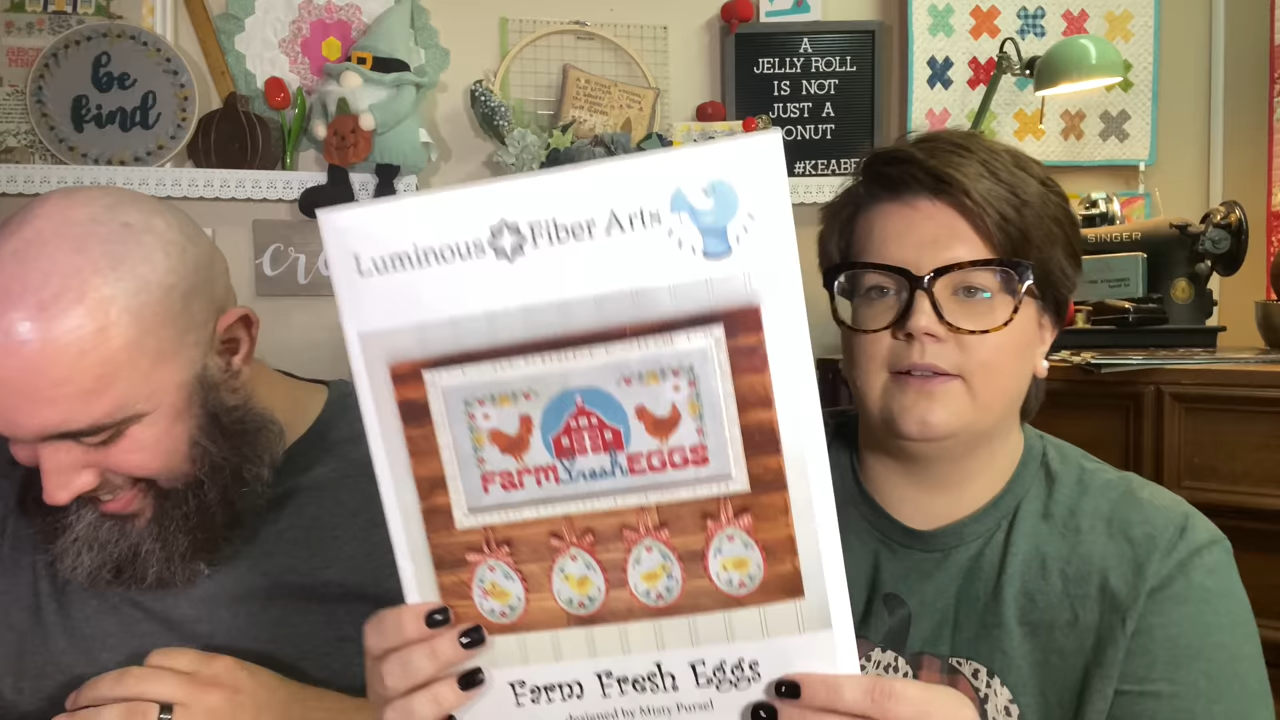 be
kind
A
JELLY ROLL
IS NOT
JUST A
DONUT
#KEABE
SINGER
Luminous Fiber Arts
Farm Fresh EGGS
Farm Fresh Eggs
designed by Misty Pursel